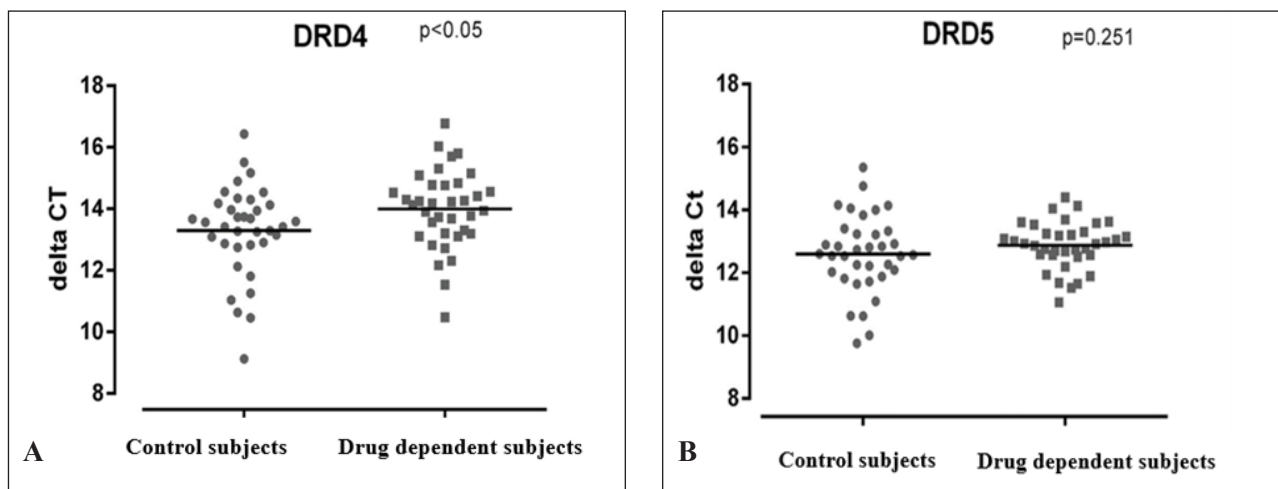 DRD4 p<0.05
18
16
14
12
10
8
delta CT
Control subjects Drug dependent subjects
A
DRD5 p=0.251
18
16
14
12
10
8
delta Ct
Control subjects Drug dependent subjects
B